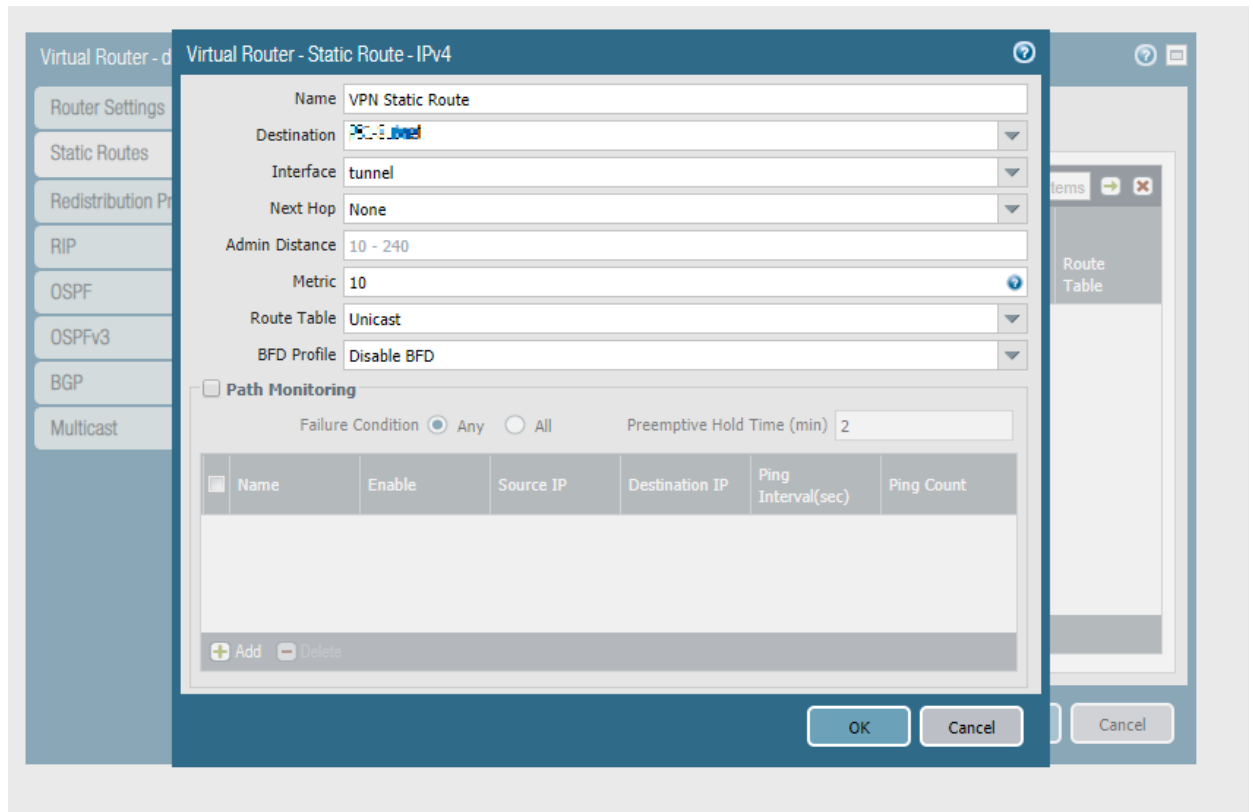 Virtual Router - d
Virtual Router - Static Route - IPv4
Router Settings
Static Routes
Redistribution Pr
RIP
OSPF
OSPFv3
BGP
Multicast
Name VPN Static Route
Destination
Interface tunnel
Next Hop None
Admin Distance 10 - 240
Metric 10
Route Table Unicast
BFD Profile Disable BFD
Path Monitoring
Failure Condition Any All Preemptive Hold Time (min) 2
Name Enable Source IP Destination IP Ping Interval(sec) Ping Count
Add Delete
OK Cancel
tems
Route
Table
Cancel